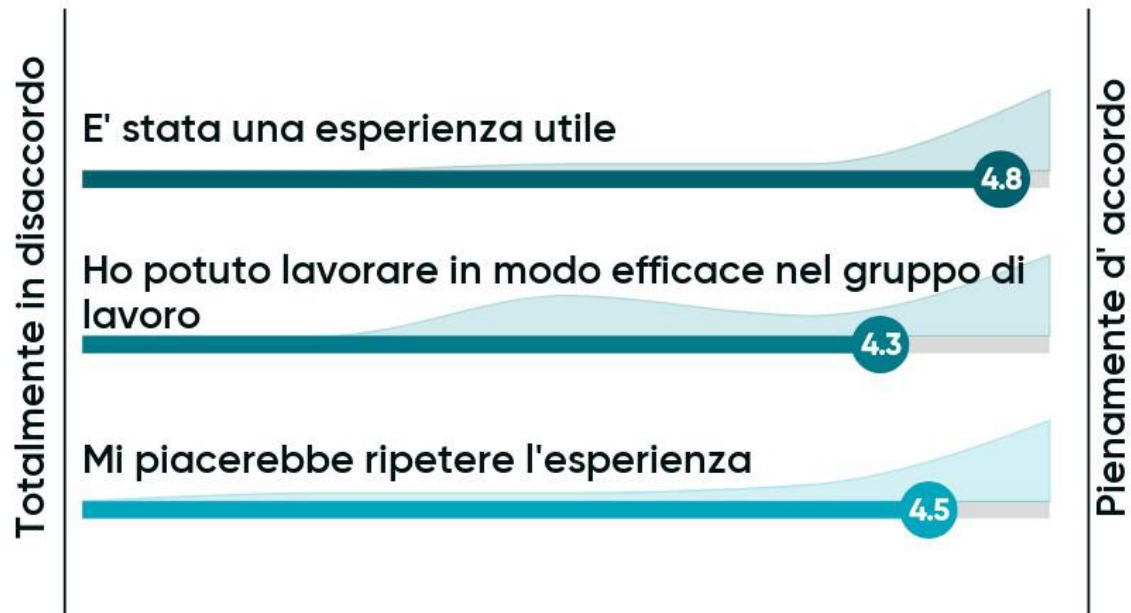 Totalmente in disaccordo
E' stata una esperienza utile
4.8
Ho potuto lavorare in modo efficace nel gruppo di
lavoro
4.3
Mi piacerebbe ripetere l'esperienza
4.5
Pienamente d' accordo